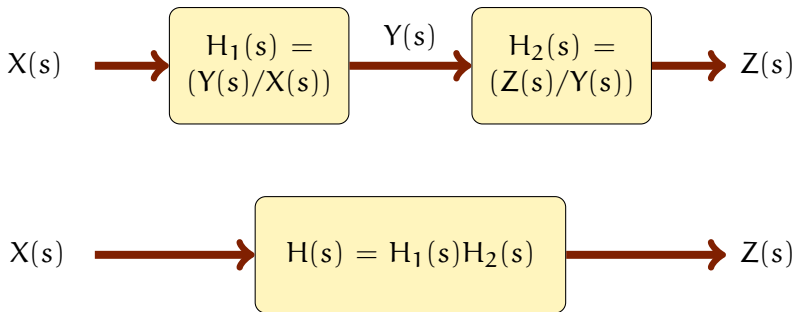 X(s)
H₁(s) =
(Y(s)/X(s))
Y(s)
H₂(s) =
(Z(s)/Y(s))
Z(s)
X(s)
H(s) = H₁(s)H₂(s)
Z(s)